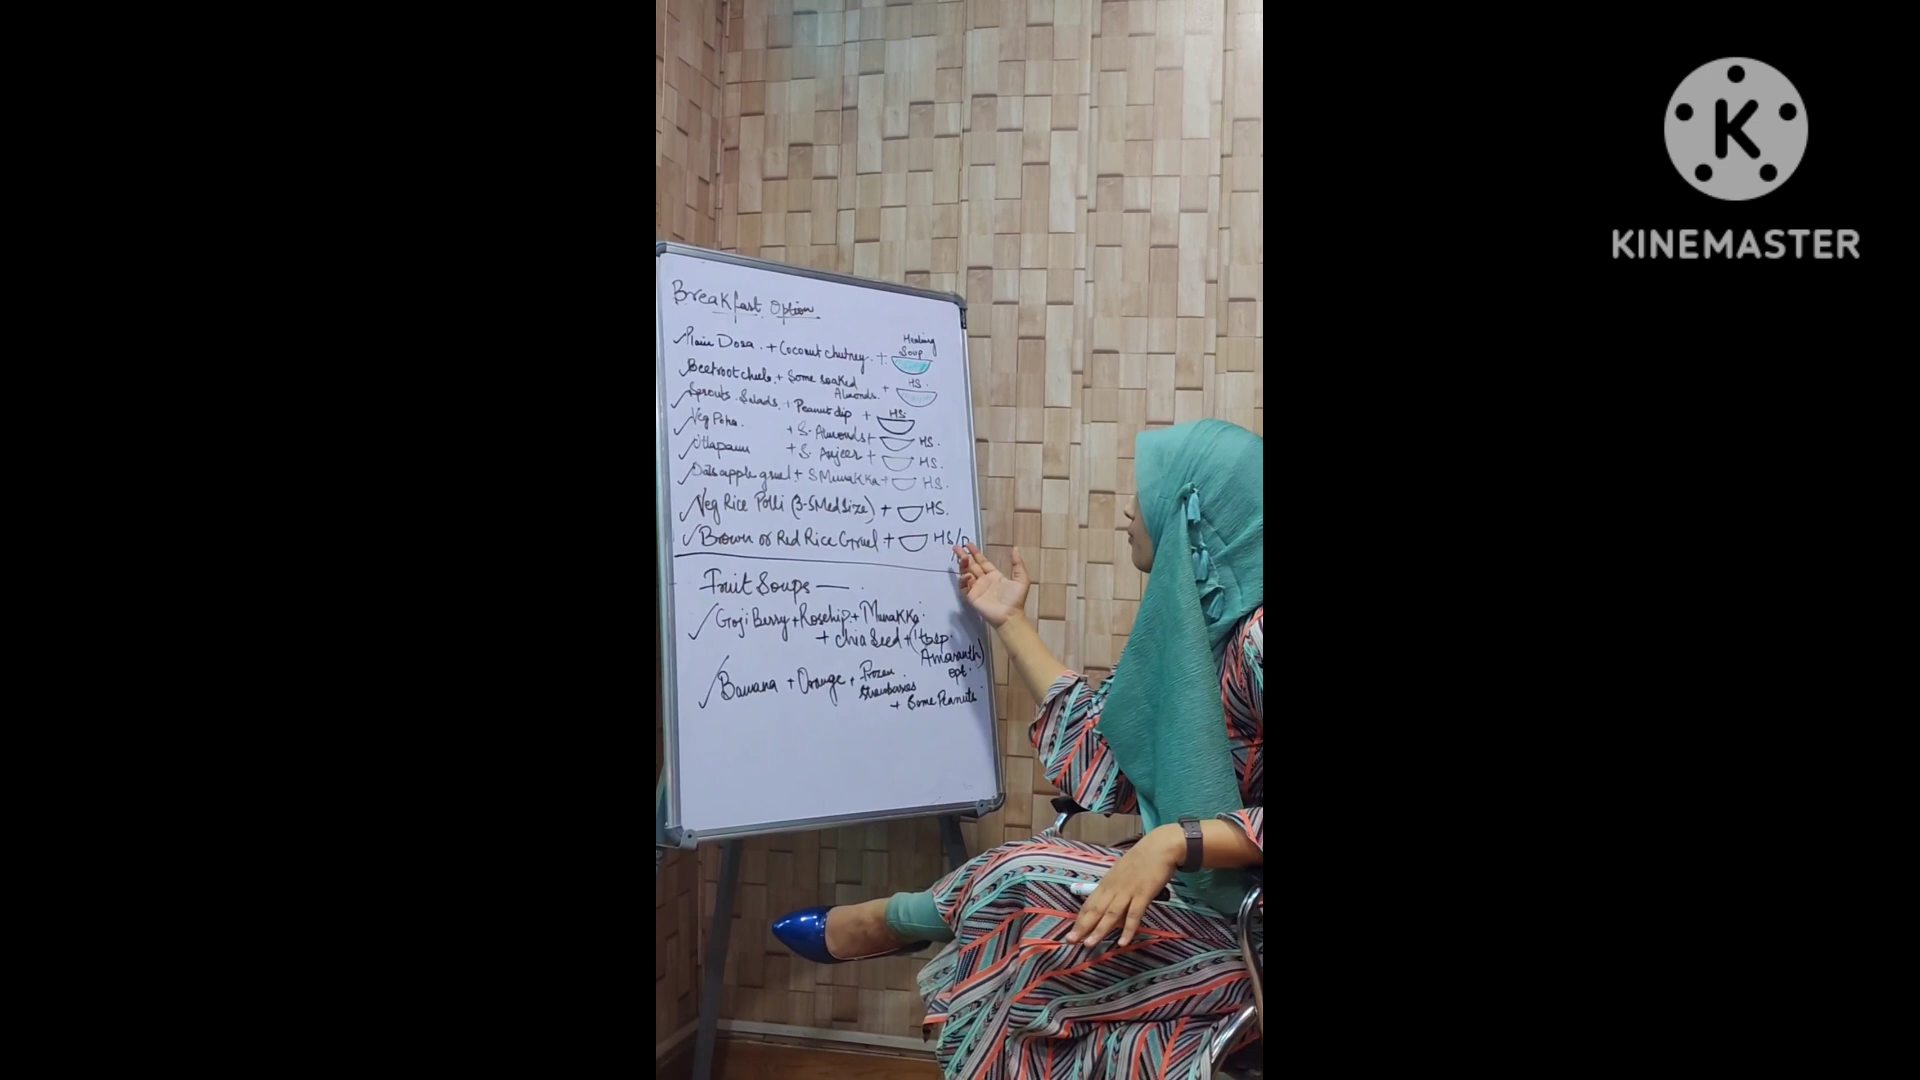 Breakfast Option
Plain Dosa + Coconut chutney + Healing Soup
Beetroot cheela + Some soaked Almonds + HS.
Sprouts Salads + Peanut dip + HS.
Veg Poha. + S. Almonds + HS.
Uttapam + S. Anjeer + HS.
Oats apple gruel + S Munakka + HS.
Veg Rice Polli (3-5 Med Size) + HS.
Brown or Red Rice Gruel + HS/
Fruit Soups
Goji Berry + Rosehip + Munakka
+ Chia Seed + (1 tbsp. Amaranth) opt.
Banana + Orange + Frozen Strawberries
+ Some Peanuts
K
KINEMASTER